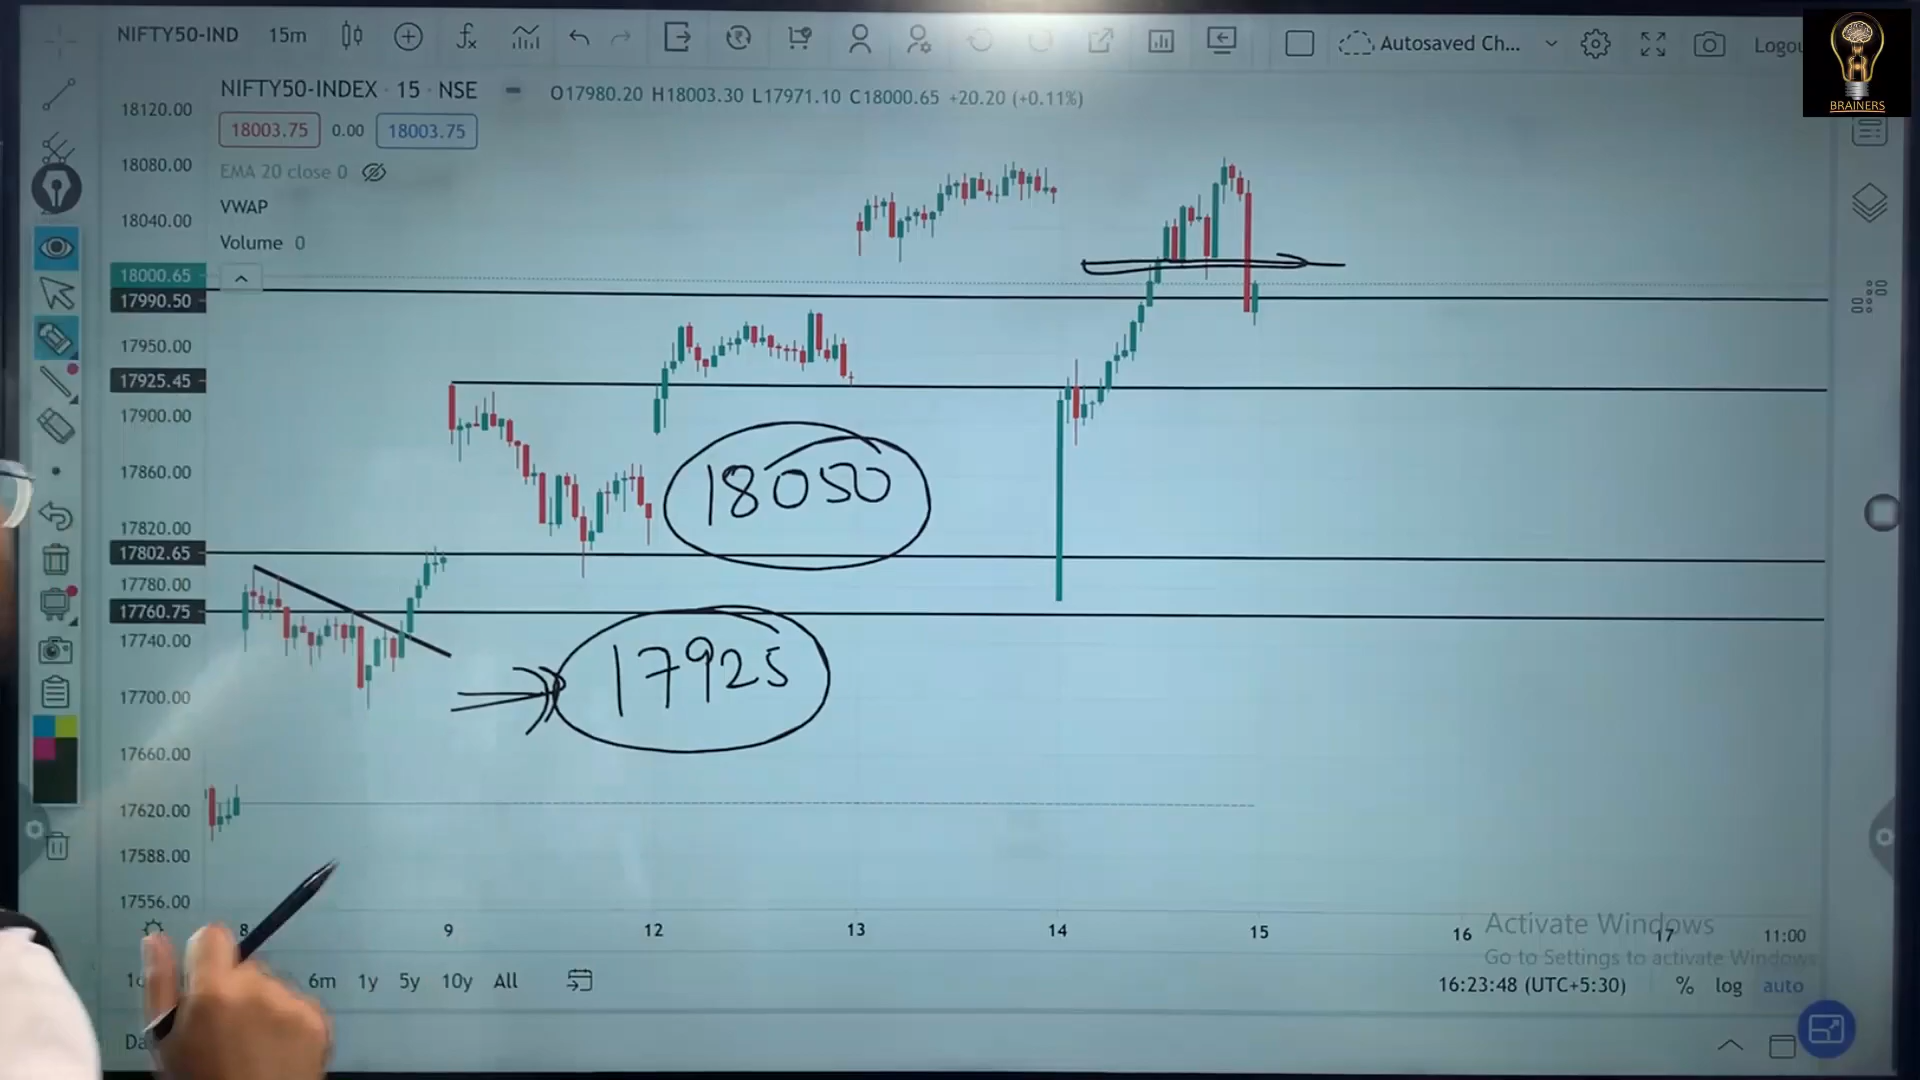 NIFTY50-IND 15m Autosaved Ch... Logou
BRAINERS
NIFTY50-INDEX · 15 · NSE O17980.20 H18003.30 L17971.10 C18000.65 +20.20 (+0.11%)
18003.75 0.00 18003.75
EMA 20 close 0
VWAP
Volume 0
18120.00
18080.00
18040.00
18000.65
17990.50
17950.00
17925.45
17900.00
17860.00
17820.00
17802.65
17780.00
17760.75
17740.00
17700.00
17660.00
17620.00
17588.00
17556.00
18050
17925
8 9 12 13 14 15 16 17 11:00
Activate Windows
Go to Settings to activate Windows.
6m 1y 5y 10y All
16:23:48 (UTC+5:30) % log auto